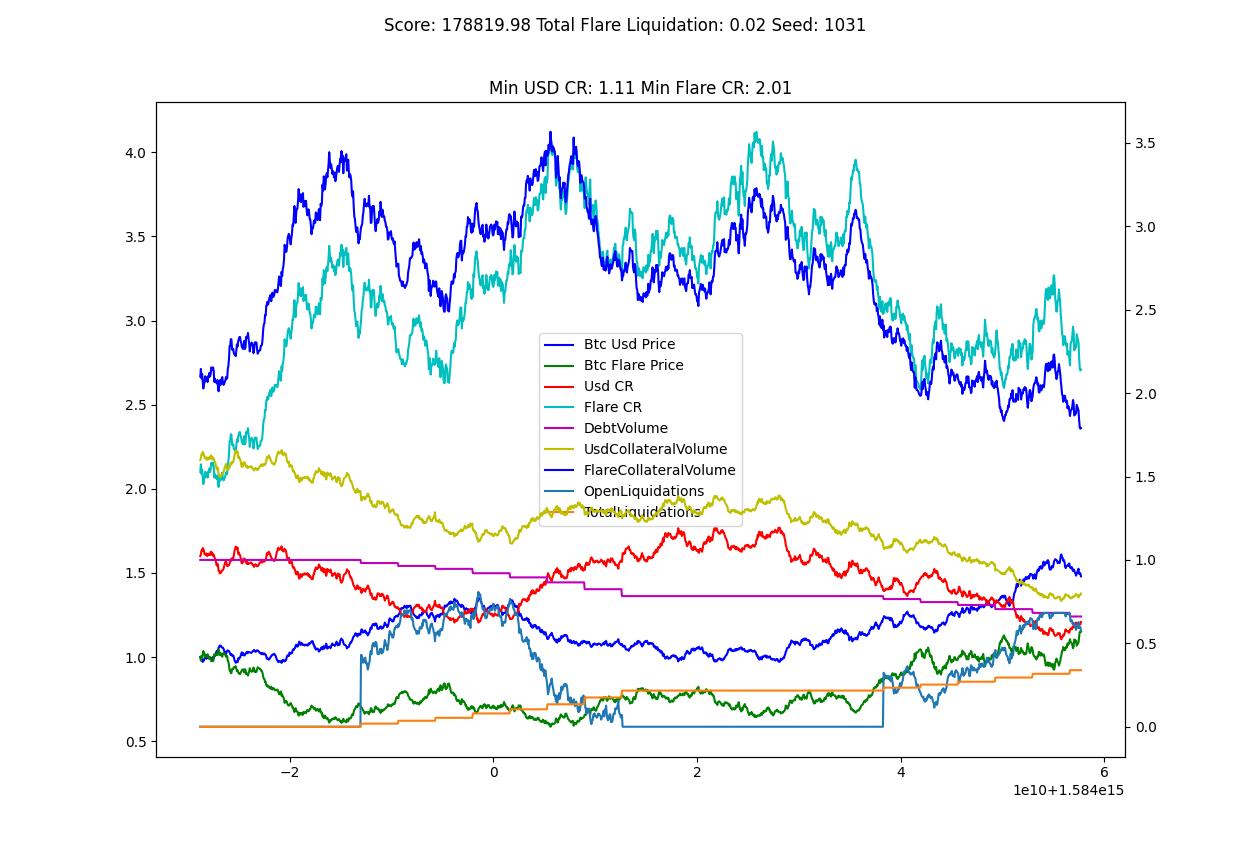 Score: 178819.98 Total Flare Liquidation: 0.02 Seed: 1031
Min USD CR: 1.11 Min Flare CR: 2.01
4.0
3.5
3.0
2.5
2.0
1.5
1.0
0.5
3.5
3.0
2.5
2.0
1.5
1.0
0.5
0.0
Btc Usd Price
Btc Flare Price
Usd CR
Flare CR
DebtVolume
UsdCollateralVolume
FlareCollateralVolume
OpenLiquidations
TotalLiquidations
−2 0 2 4 6
1e10+1.584e15